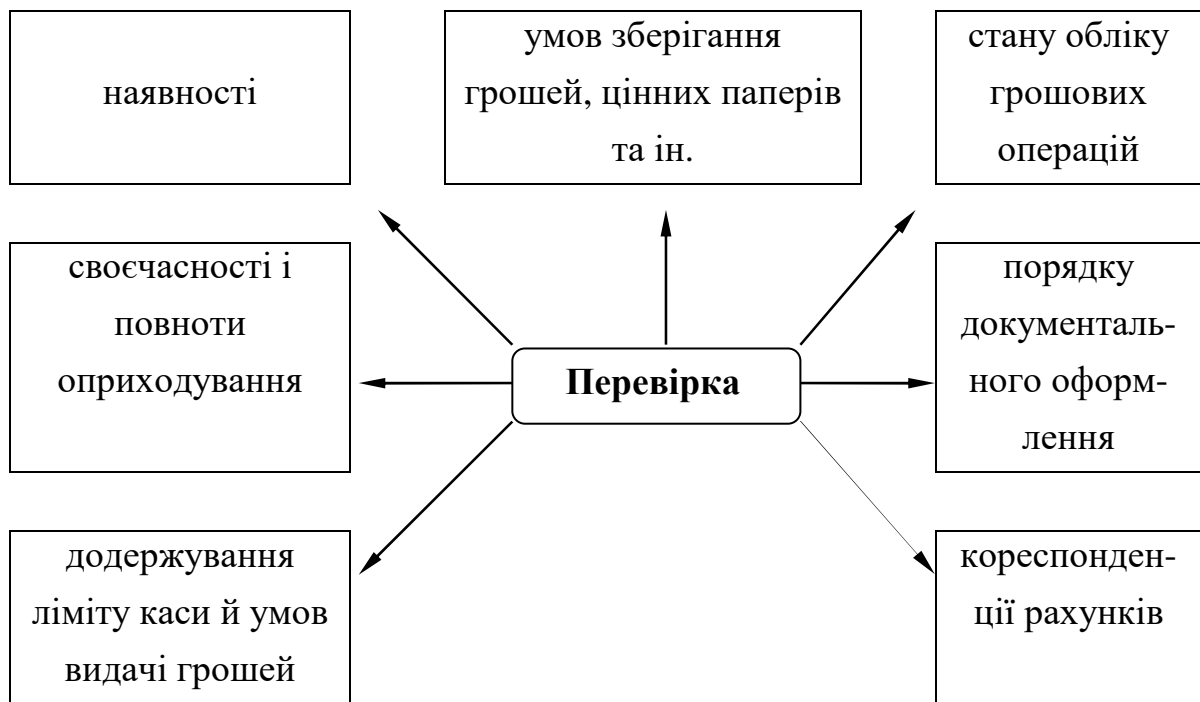 наявності
умов зберігання
грошей, цінних паперів
та ін.
стану обліку
грошових
операцій
своєчасності і
повноти
оприходування
Перевірка
порядку
документаль-
ного оформ-
лення
додержування
ліміту каси й умов
видачі грошей
кореспонден-
ції рахунків